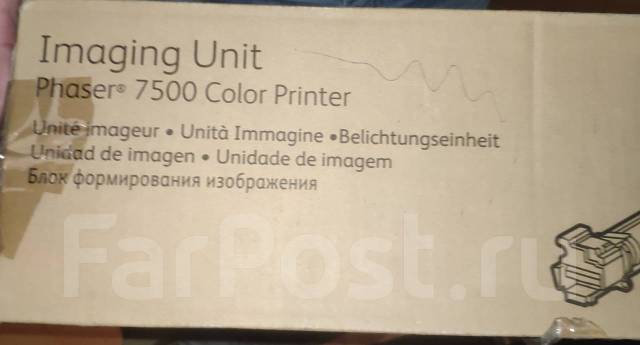 Imaging Unit
Phaser® 7500 Color Printer
Unité imageur • Unità Immagine •Belichtungseinheit
Unidad de imagen • Unidade de imagem
Блок формирования изображения
FarPost.ru